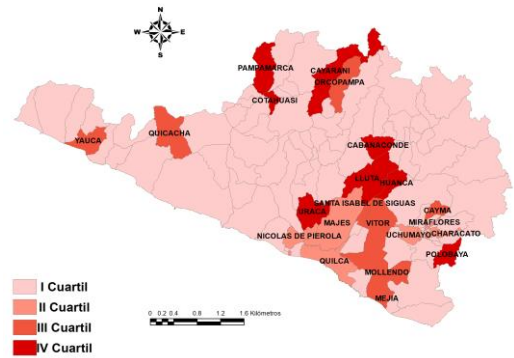 N
W E
S
PAMPAMARCA
CAYARANI
ORCOPAMPA
COTAHUASI
QUICACHA
YAUCA
CABANACONDE
LLUTA
HUANCA
SANTA ISABEL DE SIGUAS
URACA
CAYMA
MAJES
VITOR
MIRAFLORES
NICOLAS DE PIEROLA
UCHUMAYO
CHARACATO
POLOBAYA
QUILCA
MOLLENDO
MEJIA
I Cuartil
II Cuartil
III Cuartil
IV Cuartil
0 0.2 0.4 0.8 1.2 1.6 Kilómetros